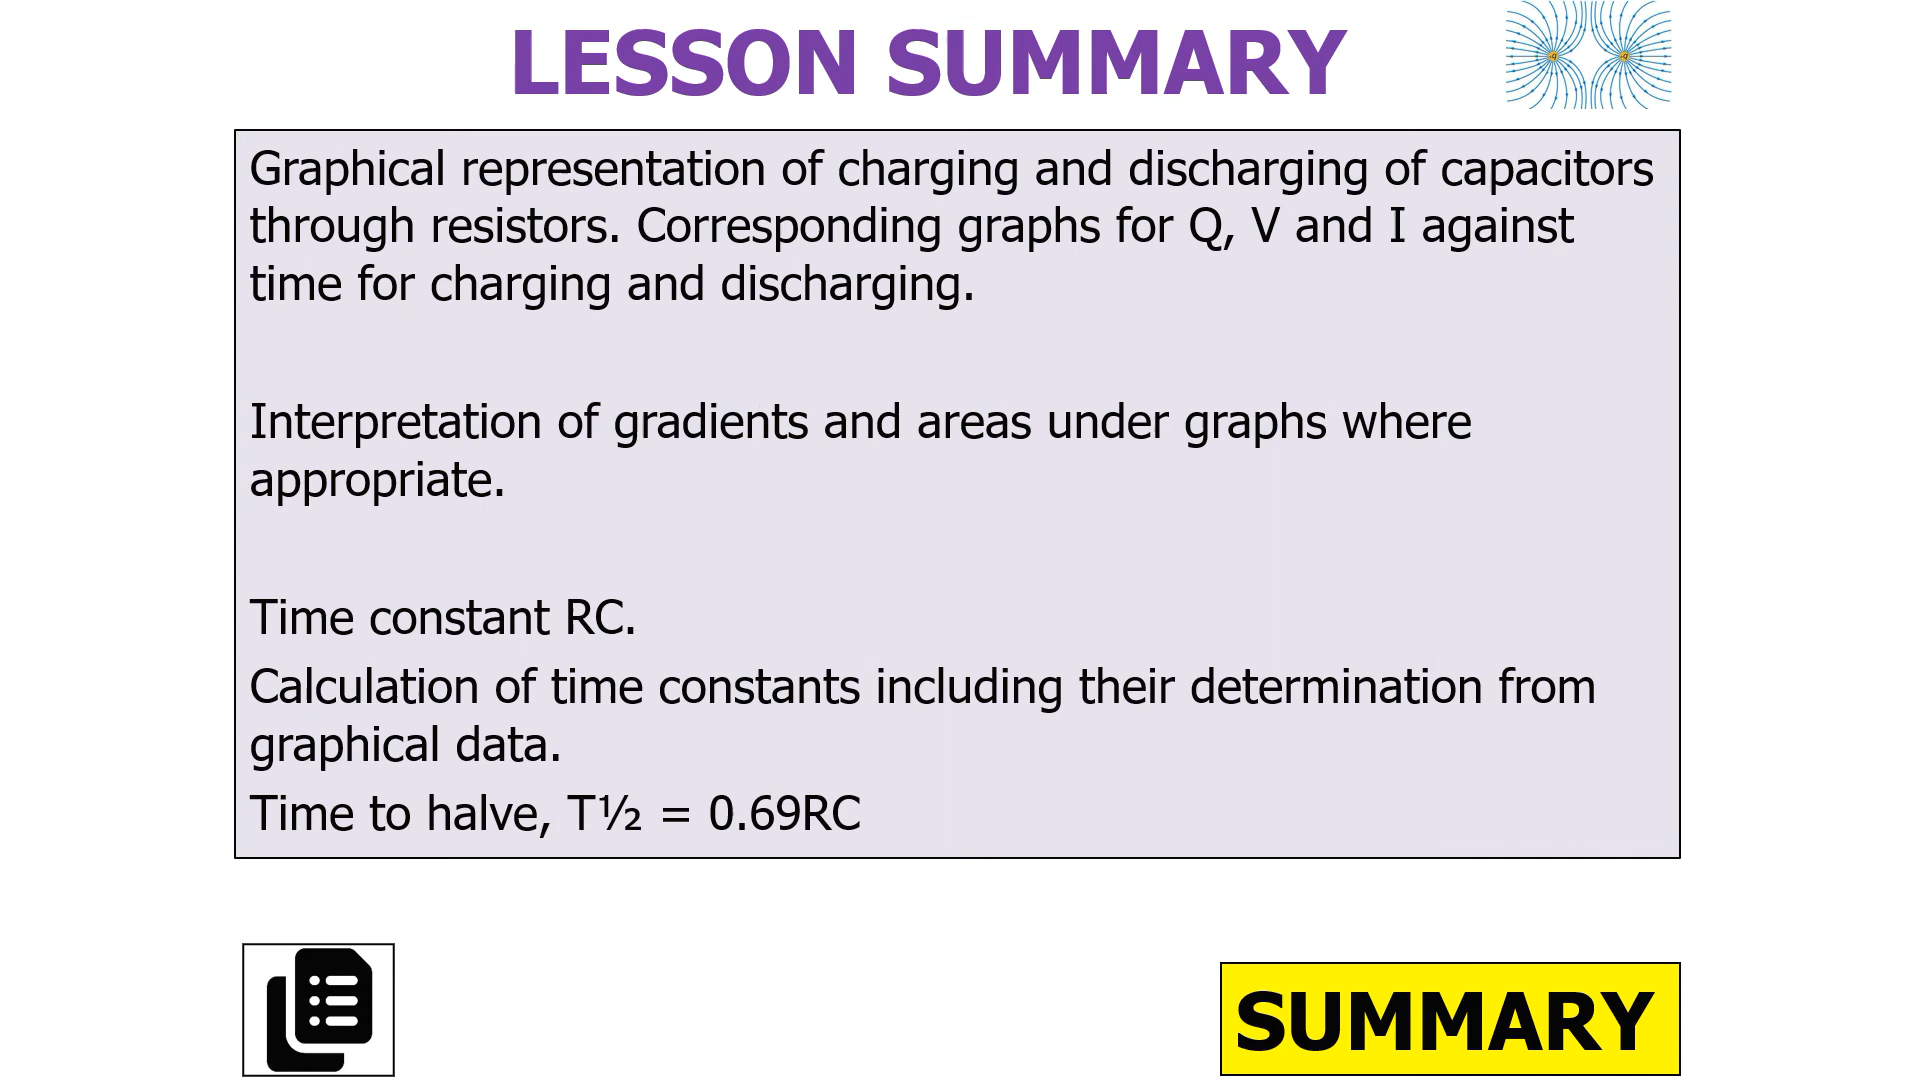 LESSON SUMMARY
Graphical representation of charging and discharging of capacitors
through resistors. Corresponding graphs for Q, V and I against
time for charging and discharging.
Interpretation of gradients and areas under graphs where
appropriate.
Time constant RC.
Calculation of time constants including their determination from
graphical data.
Time to halve, T½ = 0.69RC
SUMMARY